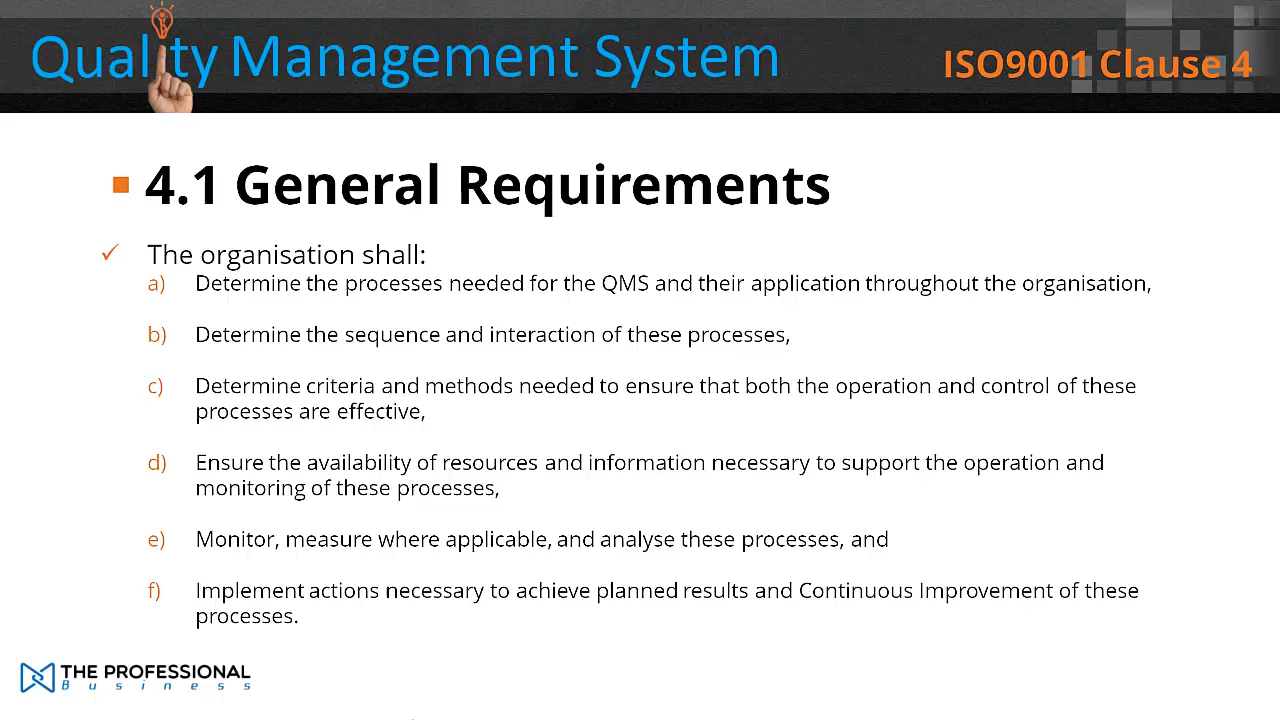 Quality Management System
ISO9001 Clause 4
4.1 General Requirements
The organisation shall:
a) Determine the processes needed for the QMS and their application throughout the organisation,
b) Determine the sequence and interaction of these processes,
c) Determine criteria and methods needed to ensure that both the operation and control of these
processes are effective,
d) Ensure the availability of resources and information necessary to support the operation and
monitoring of these processes,
e) Monitor, measure where applicable, and analyse these processes, and
f) Implement actions necessary to achieve planned results and Continuous Improvement of these
processes.
THE PROFESSIONAL
Business